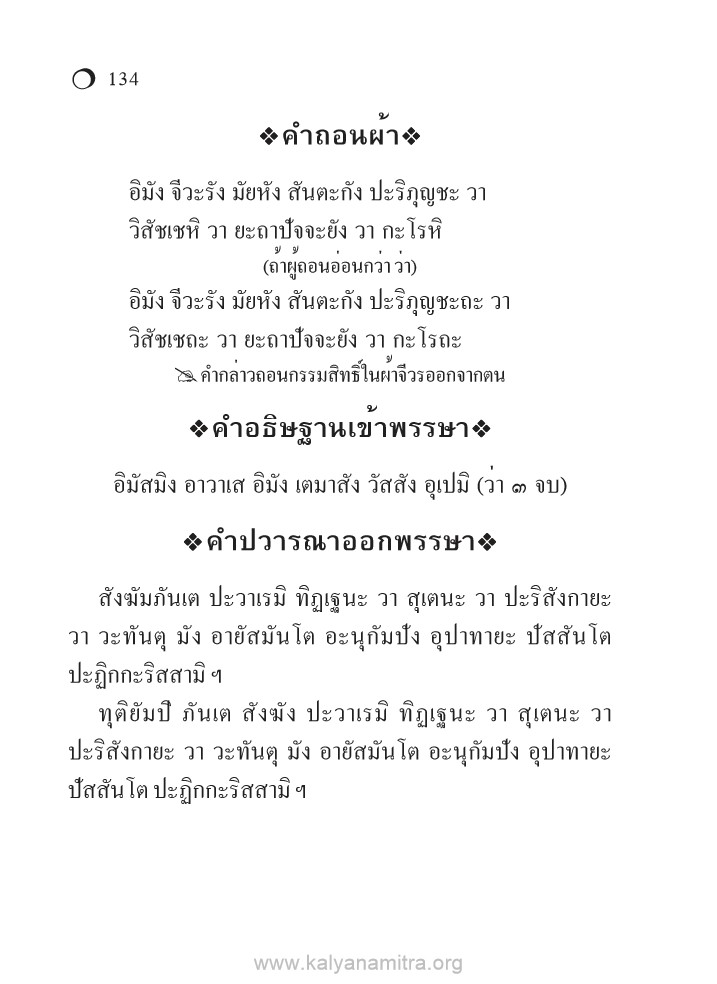 134
❖คำถอนผ้า❖
อิมัง จีวะรัง มัยหัง สันตะกัง ปะริภุญชะ วา
วิสัชเชหิ วา ยะถาปัจจะยัง วา กะโรหิ
(ถ้าผู้ถอนอ่อนกว่า ว่า)
อิมัง จีวะรัง มัยหัง สันตะกัง ปะริภุญชะถะ วา
วิสัชเชถะ วา ยะถาปัจจะยัง วา กะโรถะ
คำกล่าวถอนกรรมสิทธิ์ในผ้าจีวรออกจากตน
❖คำอธิษฐานเข้าพรรษา❖
อิมัสมิง อาวาเส อิมัง เตมาสัง วัสสัง อุเปมิ (ว่า ๓ จบ)
❖คำปวารณาออกพรรษา❖
สังฆัมภันเต ปะวาเรมิ ทิฏเฐนะ วา สุเตนะ วา ปะริสังกายะ
วา วะทันตุ มัง อายัสมันโต อะนุกัมปัง อุปาทายะ ปัสสันโต
ปะฏิกกะริสสามิ ฯ
ทุติยัมปิ ภันเต สังฆัง ปะวาเรมิ ทิฏเฐนะ วา สุเตนะ วา
ปะริสังกายะ วา วะทันตุ มัง อายัสมันโต อะนุกัมปัง อุปาทายะ
ปัสสันโต ปะฏิกกะริสสามิ ฯ
www.kalyanamitra.org